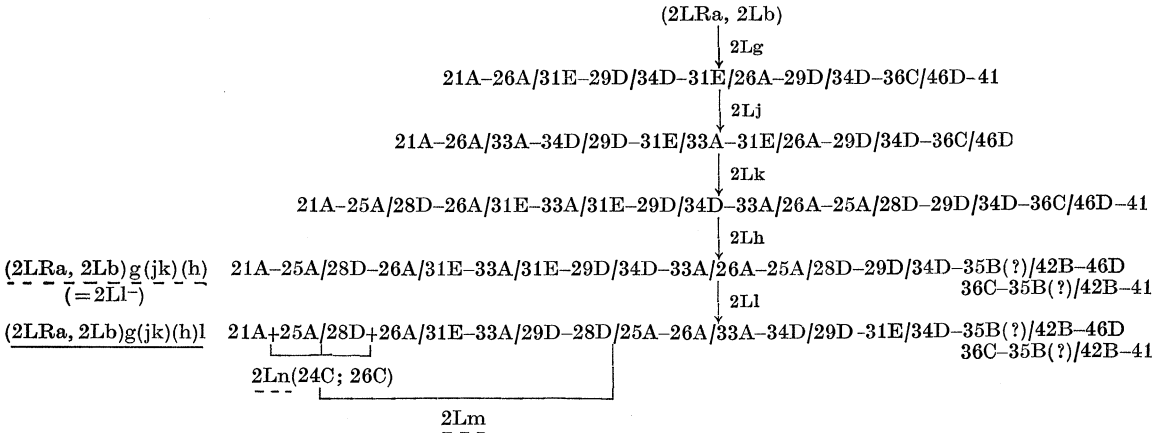 (2LRa, 2Lb)
2Lg
21A–26A/31E–29D/34D–31E/26A–29D/34D–36C/46D–41
2Lj
21A–26A/33A–34D/29D–31E/33A–31E/26A–29D/34D–36C/46D
2Lk
21A–25A/28D–26A/31E–33A/31E–29D/34D–33A/26A–25A/28D–29D/34D–36C/46D–41
2Lh
(2LRa, 2Lb)g(jk)(h) 21A–25A/28D–26A/31E–33A/31E–29D/34D–33A/26A–25A/28D–29D/34D–35B(?)/42B–46D
(=2Ll⁻) 36C–35B(?)/42B–41
2Ll
(2LRa, 2Lb)g(jk)(h)l 21A+25A/28D+26A/31E–33A/29D–28D/25A–26A/33A–34D/29D–31E/34D–35B(?)/42B–46D
36C–35B(?)/42B–41
2Ln(24C; 26C)
2Lm